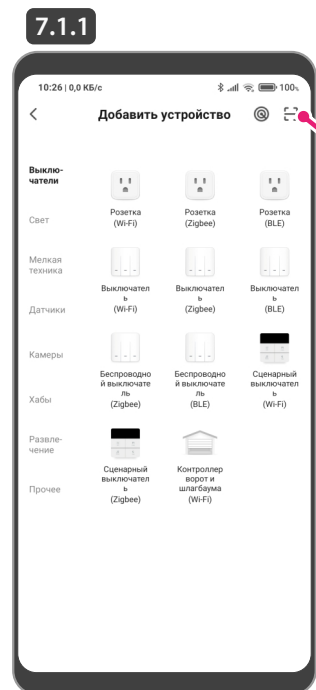 7.1.1
10:26 | 0,0 КБ/с
100%
Добавить устройство
Выклю-
чатели
Свет
Мелкая
техника
Датчики
Камеры
Хабы
Развле-
чение
Прочее
Розетка
(Wi-Fi)
Розетка
(Zigbee)
Розетка
(BLE)
Выключател
ь
(Wi-Fi)
Выключател
ь
(Zigbee)
Выключател
ь
(BLE)
Беспроводно
й выключате
ль
(Zigbee)
Беспроводно
й выключате
ль
(BLE)
Сценарный
выключател
ь
(Wi-Fi)
Сценарный
выключател
ь
(Zigbee)
Контроллер
ворот и
шлагбаума
(Wi-Fi)